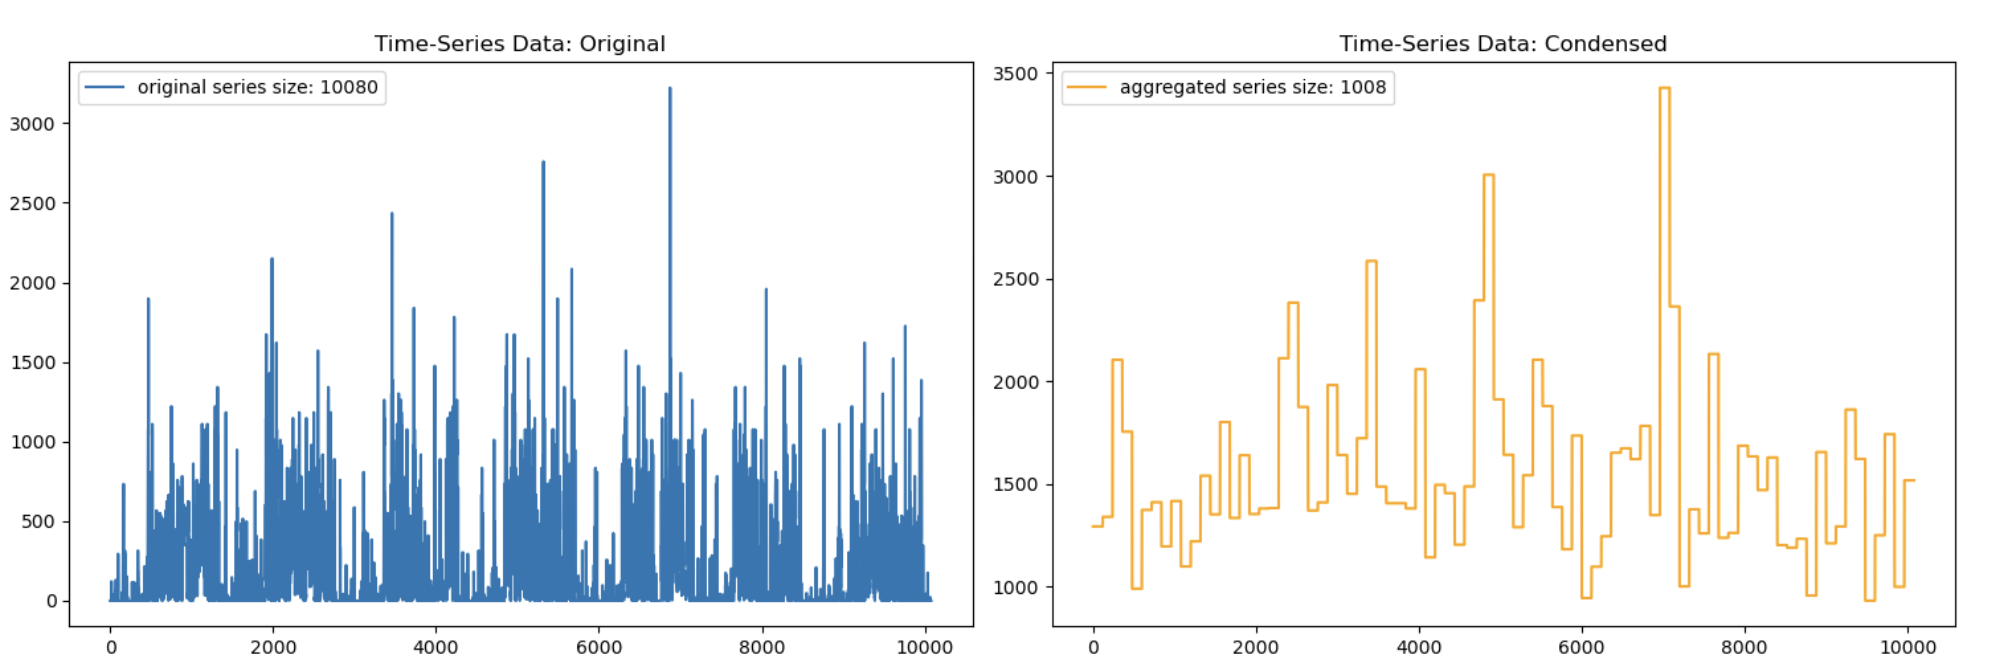 Time-Series Data: Original
original series size: 10080
3000
2500
2000
1500
1000
500
0
0 2000 4000 6000 8000 10000
Time-Series Data: Condensed
aggregated series size: 1008
3500
3000
2500
2000
1500
1000
0 2000 4000 6000 8000 10000